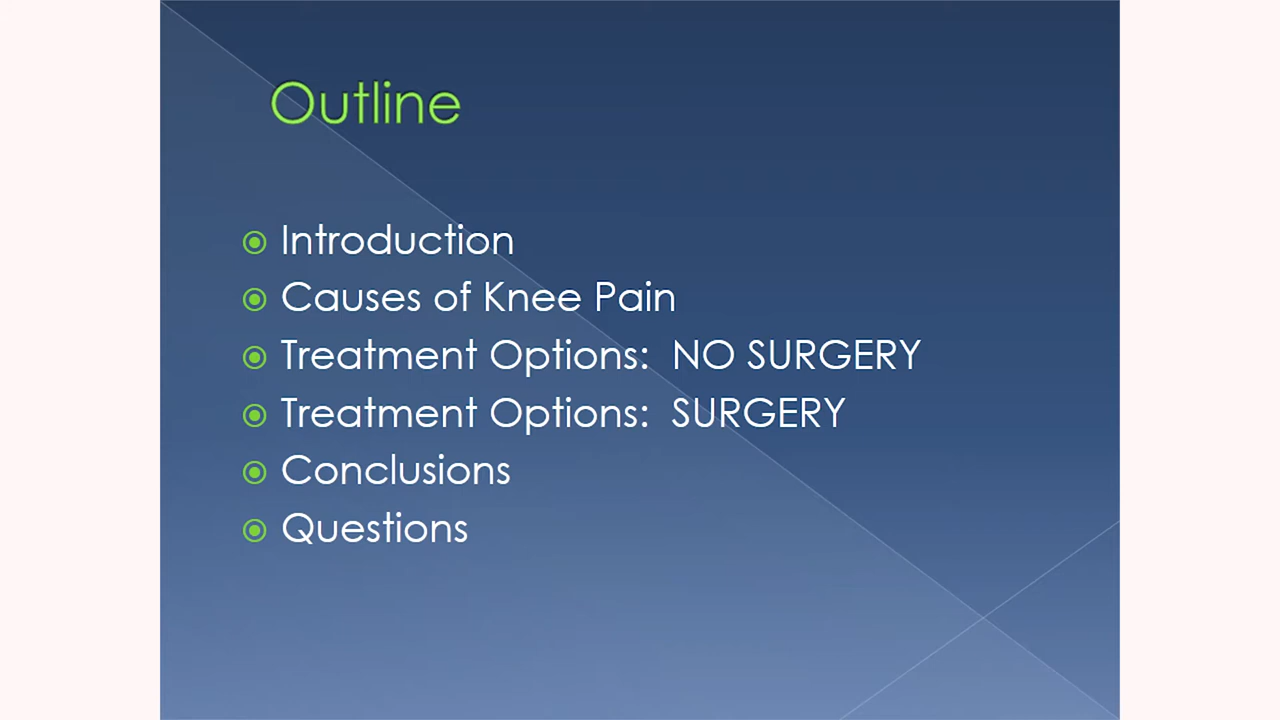 Outline
Introduction
Causes of Knee Pain
Treatment Options:  NO SURGERY
Treatment Options:  SURGERY
Conclusions
Questions